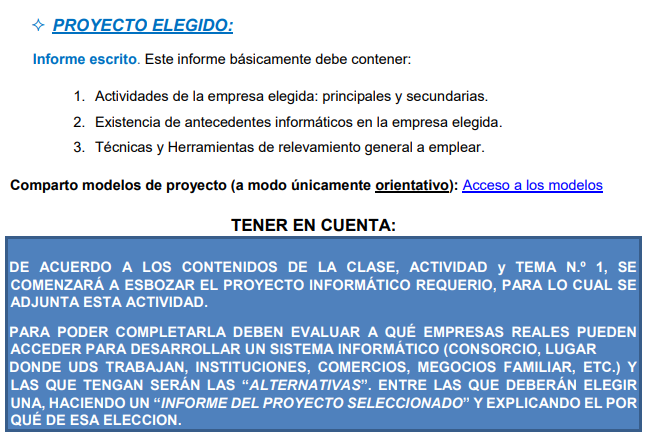 ✧ PROYECTO ELEGIDO:
Informe escrito. Este informe básicamente debe contener:
1. Actividades de la empresa elegida: principales y secundarias.
2. Existencia de antecedentes informáticos en la empresa elegida.
3. Técnicas y Herramientas de relevamiento general a emplear.
Comparto modelos de proyecto (a modo únicamente orientativo): Acceso a los modelos
TENER EN CUENTA:
DE ACUERDO A LOS CONTENIDOS DE LA CLASE, ACTIVIDAD y TEMA N.º 1, SE
COMENZARÁ A ESBOZAR EL PROYECTO INFORMÁTICO REQUERIO, PARA LO CUAL SE
ADJUNTA ESTA ACTIVIDAD.
PARA PODER COMPLETARLA DEBEN EVALUAR A QUÉ EMPRESAS REALES PUEDEN
ACCEDER PARA DESARROLLAR UN SISTEMA INFORMÁTICO (CONSORCIO, LUGAR
DONDE UDS TRABAJAN, INSTITUCIONES, COMERCIOS, MEGOCIOS FAMILIAR, ETC.) Y
LAS QUE TENGAN SERÁN LAS “ALTERNATIVAS”. ENTRE LAS QUE DEBERÁN ELEGIR
UNA, HACIENDO UN “INFORME DEL PROYECTO SELECCIONADO” Y EXPLICANDO EL POR
QUÉ DE ESA ELECCION.